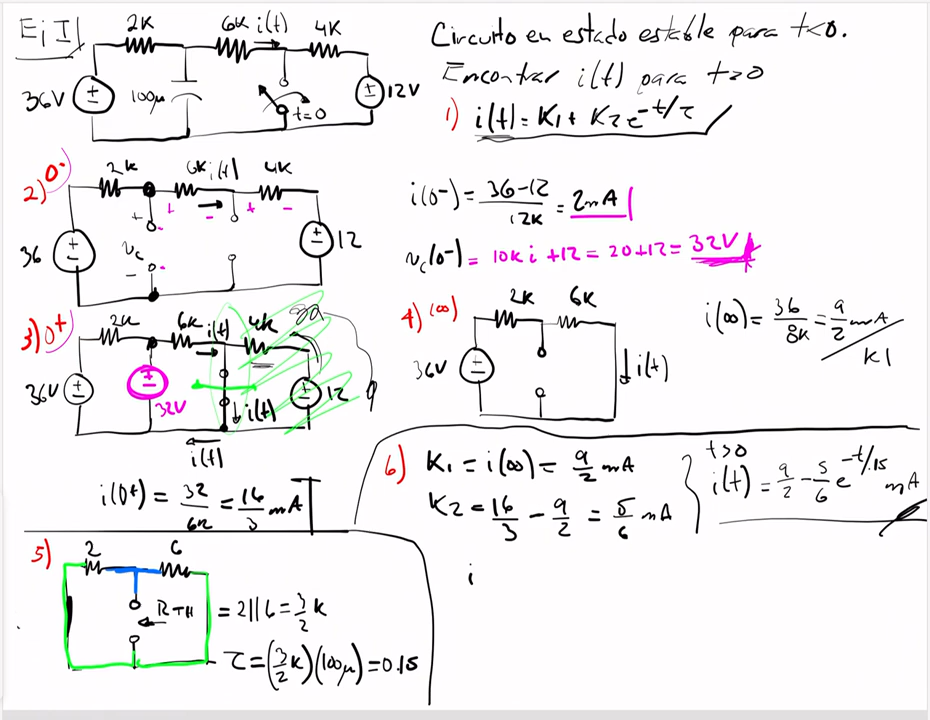 Ej I
2K 6K i(t) 4K
36V 100μ t=0 12V
Circuito en estado estable para t<0.
Encontrar i(t) para t>0
1) i(t) = K1 + K2 e^-t/τ
2) 0-
2K 6K i(t) 4K
36 + vc - 12
+ - + -
i(0-) = 36-12/12K = 2mA
vc(0-) = 10K i +12 = 20+12 = 32V
3) 0+
2K 6K i(t) 4K
36V 32V i(t) 12
i(t)
i(0+) = 32/6K = 16/3 mA
4) (∞)
2K 6K
36V i(t)
i(∞) = 36/8K = 9/2 mA
K1
5)
2 6
RTH = 2||6 = 3/2 K
τ = (3/2 K)(100μ) = 0.15
6) K1 = i(∞) = 9/2 mA
K2 = 16/3 - 9/2 = 5/6 mA
t>0
i(t) = 9/2 - 5/6 e^-t/.15 mA
i